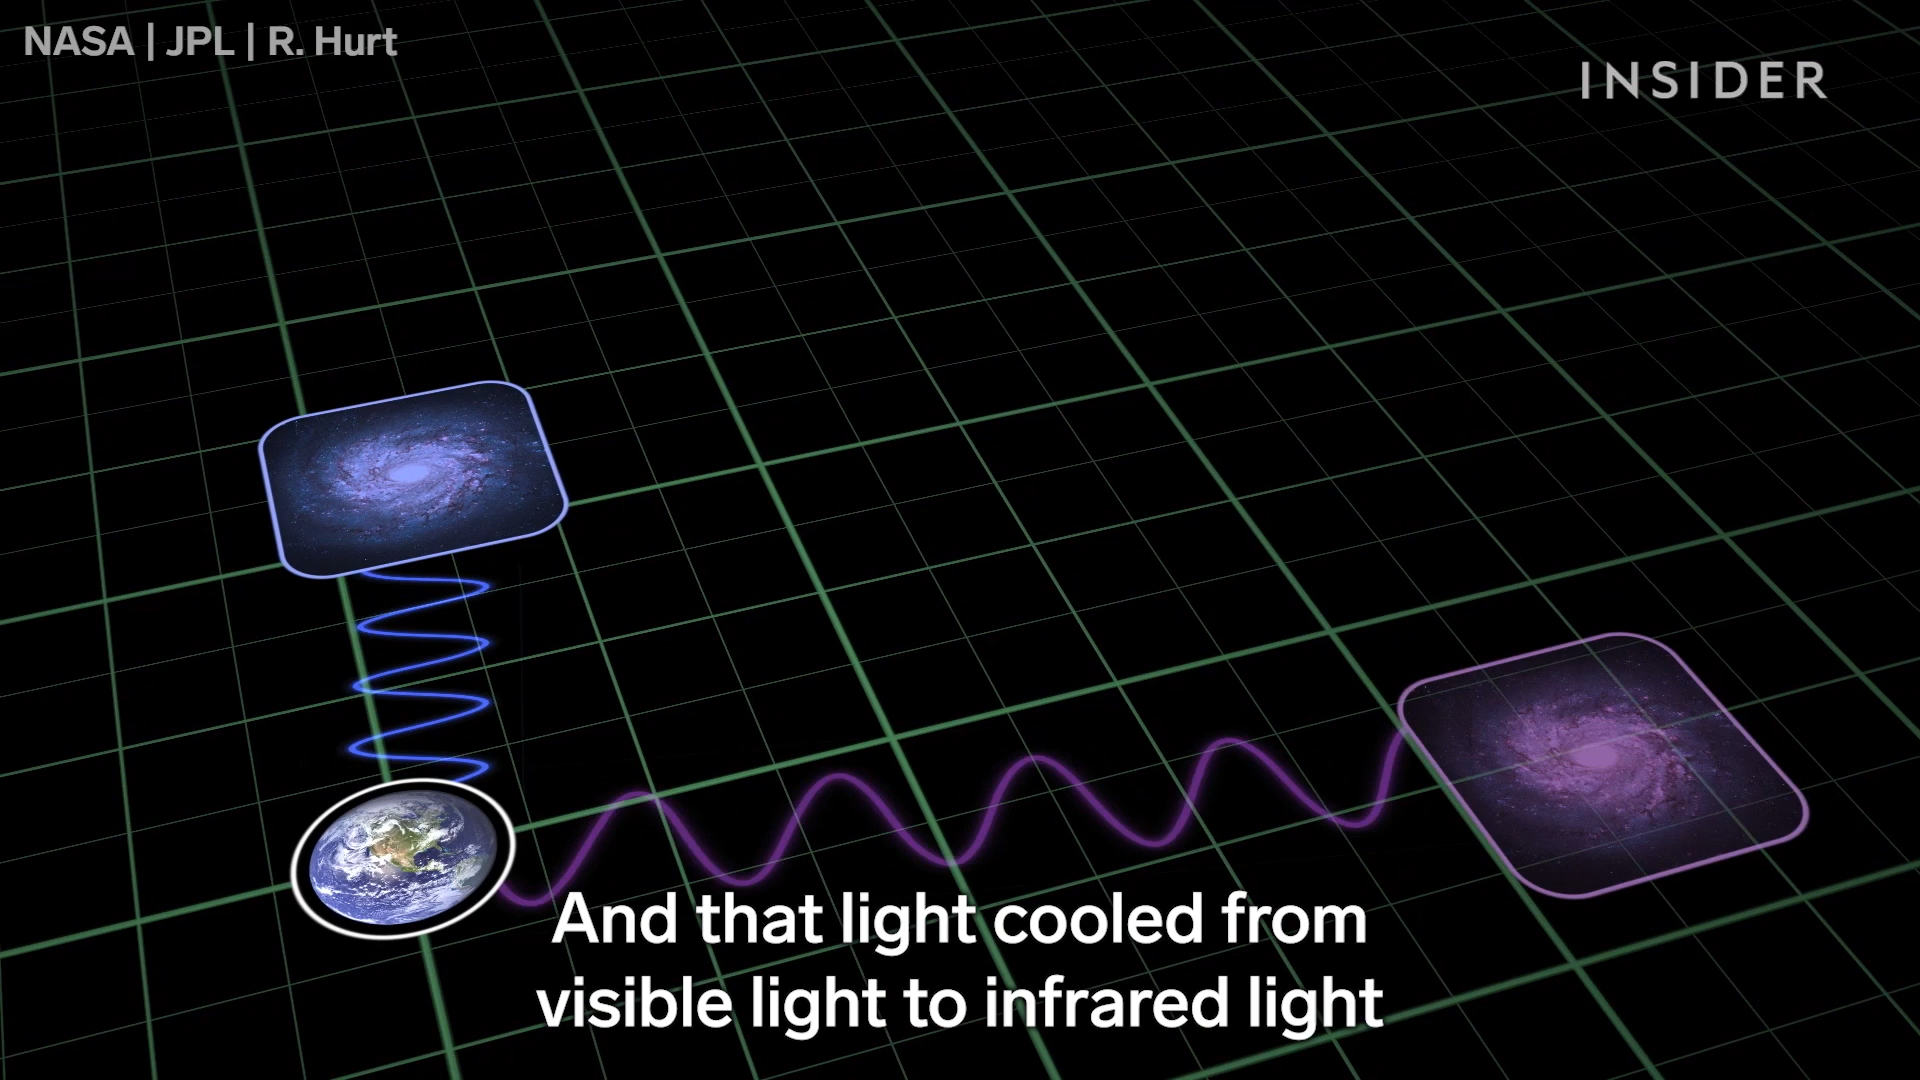 NASA | JPL | R. Hurt
INSIDER
And that light cooled from
visible light to infrared light